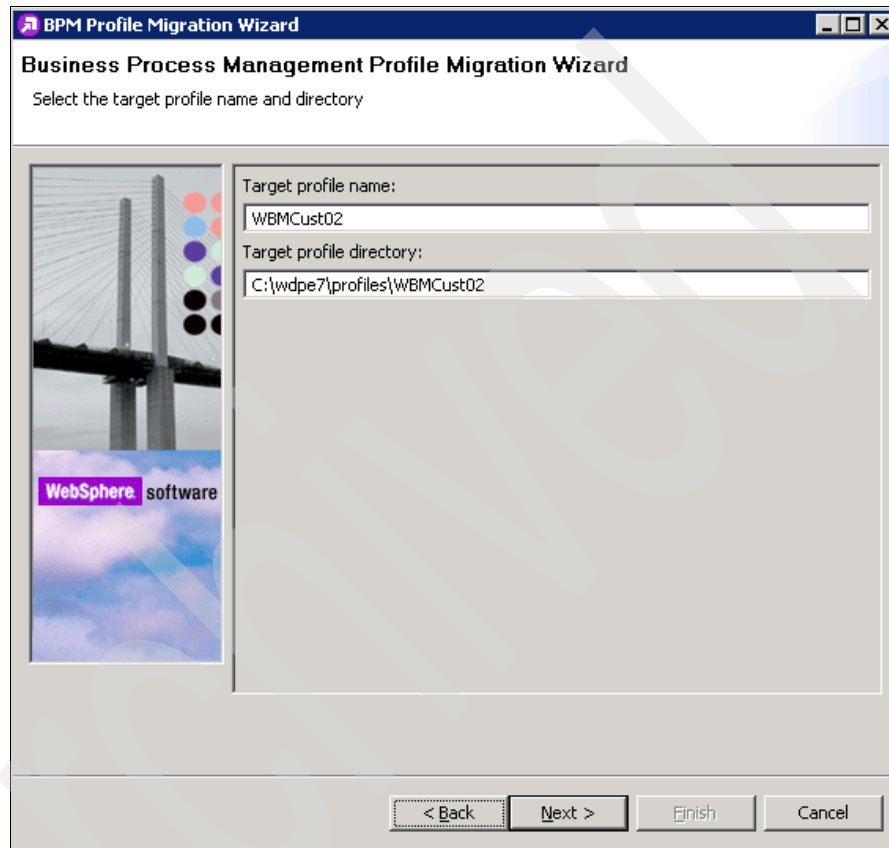 BPM Profile Migration Wizard
Business Process Management Profile Migration Wizard
Select the target profile name and directory
Target profile name:
WBMCust02
Target profile directory:
C:\wdpe7\profiles\WBMCust02
WebSphere software
< Back Next > Finish Cancel